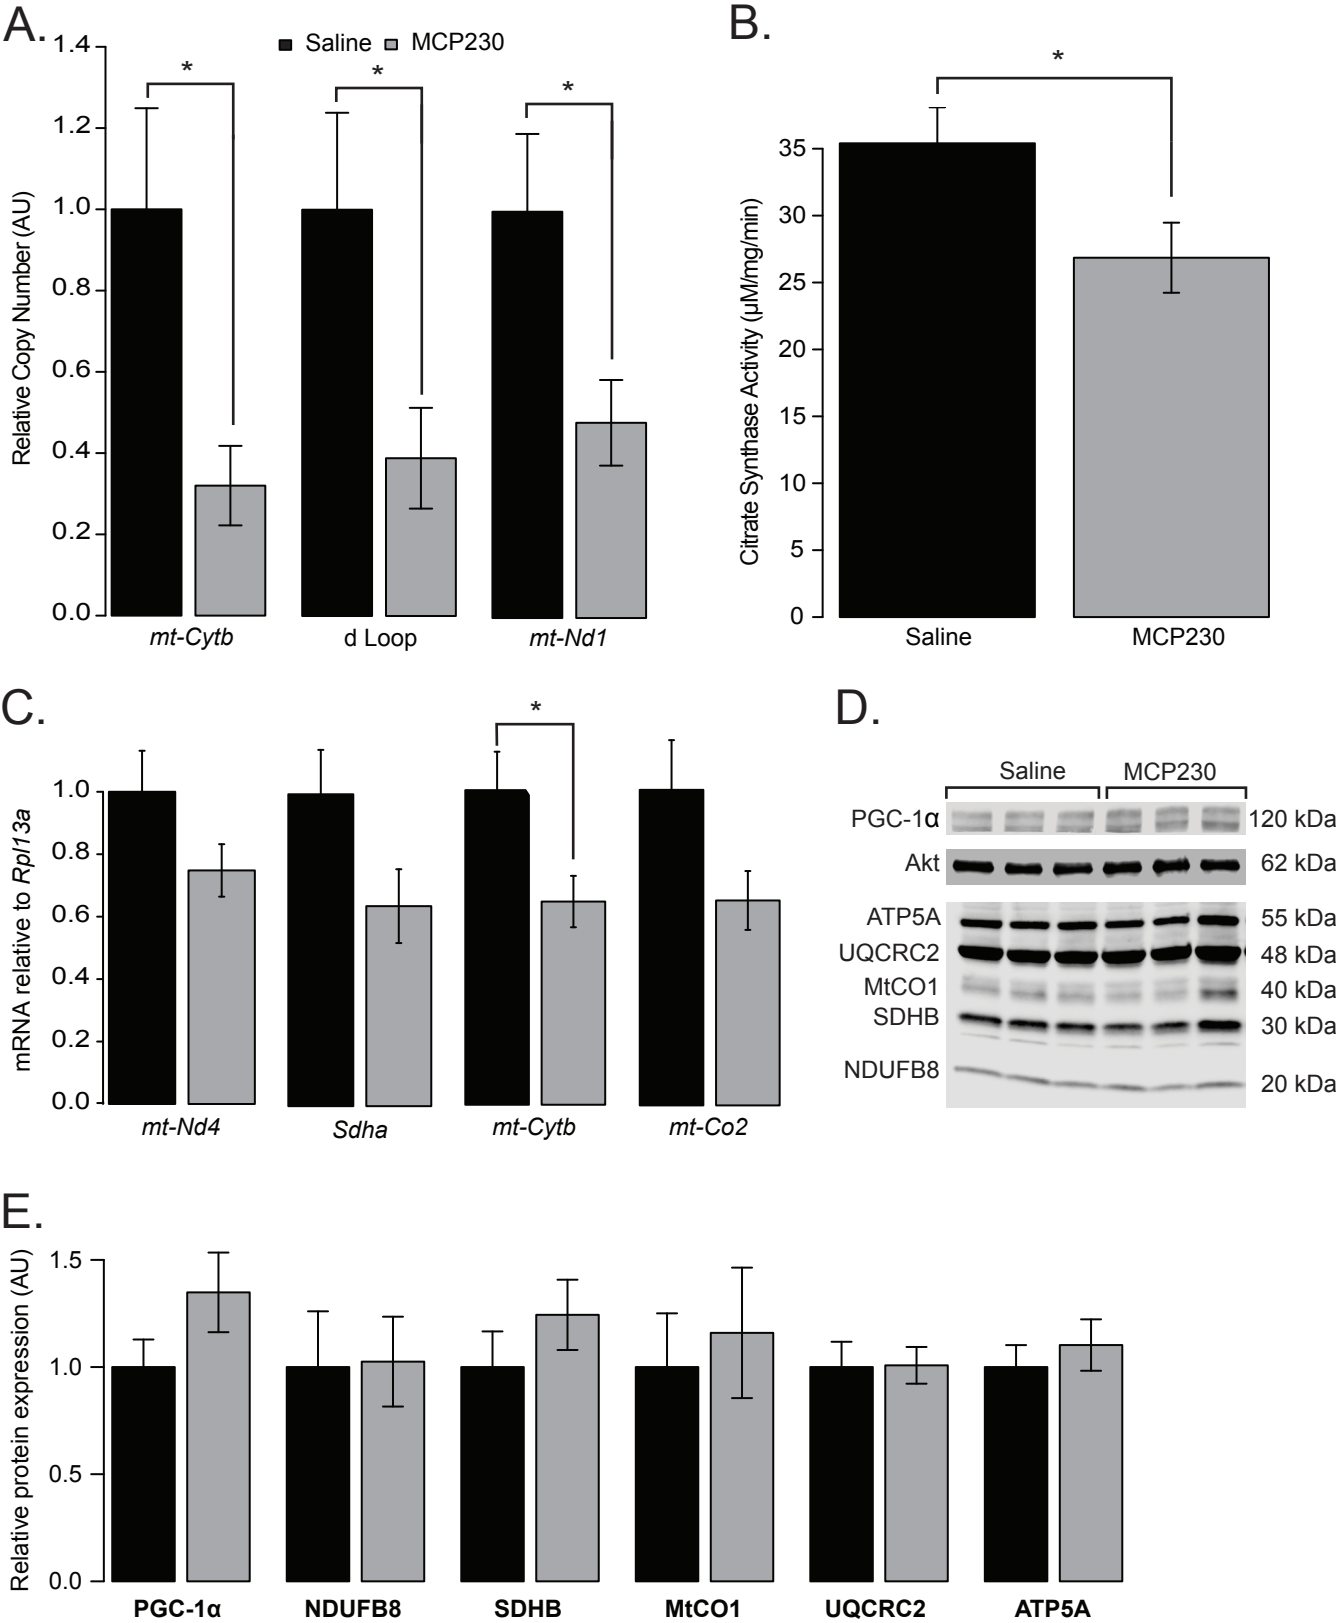 A.
Saline MCP230
Relative Copy Number (AU)
1.4
1.2
1.0
0.8
0.6
0.4
0.2
0.0
*
*
*
mt-Cytb
d Loop
mt-Nd1
B.
Citrate Synthase Activity (µM/mg/min)
35
30
25
20
15
10
5
0
*
Saline
MCP230
C.
mRNA relative to Rpl13a
1.0
0.8
0.6
0.4
0.2
0.0
*
mt-Nd4
Sdha
mt-Cytb
mt-Co2
D.
Saline MCP230
PGC-1α 120 kDa
Akt 62 kDa
ATP5A 55 kDa
UQCRC2 48 kDa
MtCO1 40 kDa
SDHB 30 kDa
NDUFB8 20 kDa
E.
Relative protein expression (AU)
1.5
1.0
0.5
0.0
PGC-1α
NDUFB8
SDHB
MtCO1
UQCRC2
ATP5A